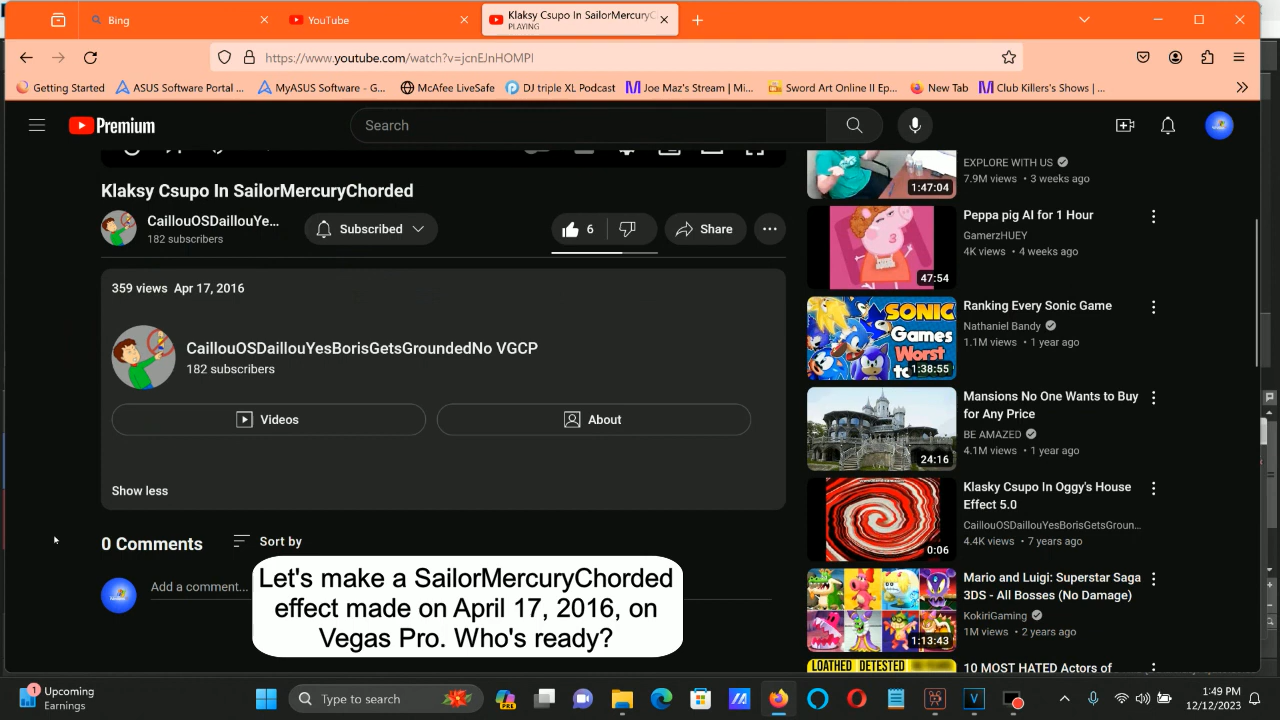 Bing
YouTube
Klaksy Csupo In SailorMercuryC
PLAYING
https://www.youtube.com/watch?v=jcnEJnHOMPI
Getting Started
ASUS Software Portal ...
MyASUS Software - G...
McAfee LiveSafe
DJ triple XL Podcast
Joe Maz's Stream | Mi...
Sword Art Online II Ep...
New Tab
Club Killers's Shows | ...
Premium
Search
Klaksy Csupo In SailorMercuryChorded
CaillouOSDaillouYe...
182 subscribers
Subscribed
6
Share
359 views Apr 17, 2016
CaillouOSDaillouYesBorisGetsGroundedNo VGCP
182 subscribers
Videos
About
Show less
0 Comments
Sort by
Add a comment...
Let's make a SailorMercuryChorded
effect made on April 17, 2016, on
Vegas Pro. Who's ready?
EXPLORE WITH US
7.9M views • 3 weeks ago
1:47:04
Peppa pig AI for 1 Hour
GamerzHUEY
4K views • 4 weeks ago
47:54
Ranking Every Sonic Game
Nathaniel Bandy
1.1M views • 1 year ago
SONIC
Games
Worst
to
1:38:55
Mansions No One Wants to Buy
for Any Price
BE AMAZED
4.1M views • 1 year ago
24:16
Klasky Csupo In Oggy's House
Effect 5.0
CaillouOSDaillouYesBorisGetsGroun...
4.4K views • 7 years ago
0:06
Mario and Luigi: Superstar Saga
3DS - All Bosses (No Damage)
KokiriGaming
1M views • 2 years ago
1:13:43
10 MOST HATED Actors of
LOATHED DETESTED
1
Upcoming
Earnings
Type to search
PRE
1:49 PM
12/12/2023